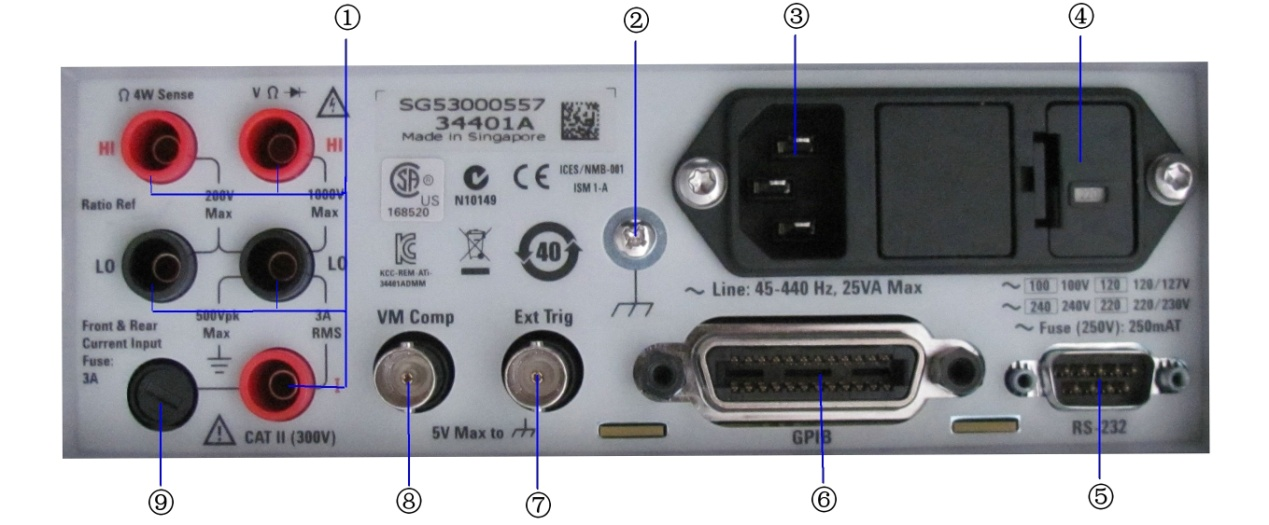 ①
②
③
④
Ω 4W Sense
V Ω
HI
HI
Ratio Ref
200V
Max
1000V
Max
LO
LO
500Vpk
Max
3A
RMS
Front & Rear
Current Input
Fuse:
3A
I
CAT II (300V)
SG53000557
34401A
Made in Singapore
SA ®
US
168520
N10149
CE
ICES/NMB-001
ISM 1-A
KCC-REM-ATI-
34401ADMM
40
VM Comp
Ext Trig
5V Max to
~ Line: 45-440 Hz, 25VA Max
~ 100 100V 120 120/127V
~ 240 240V 220 220/230V
~ Fuse (250V): 250mAT
GPIB
RS-232
⑨
⑧
⑦
⑥
⑤